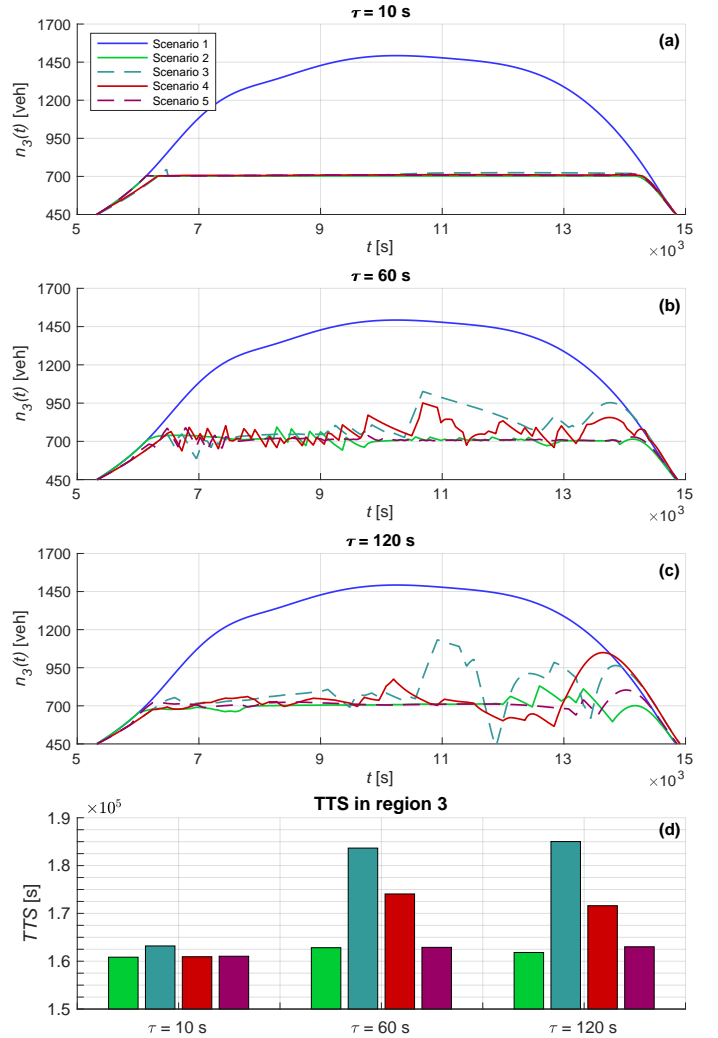 τ = 10 s
(a)
1700
1450
1200
950
700
450
n3(t) [veh]
Scenario 1
Scenario 2
Scenario 3
Scenario 4
Scenario 5
5 7 9 11 13 15
t [s]
×10^3
τ = 60 s
(b)
1700
1450
1200
950
700
450
n3(t) [veh]
5 7 9 11 13 15
t [s]
×10^3
τ = 120 s
(c)
1700
1450
1200
950
700
450
n3(t) [veh]
5 7 9 11 13 15
t [s]
×10^3
TTS in region 3
×10^5
(d)
1.9
1.8
1.7
1.6
1.5
TTS [s]
τ = 10 s τ = 60 s τ = 120 s